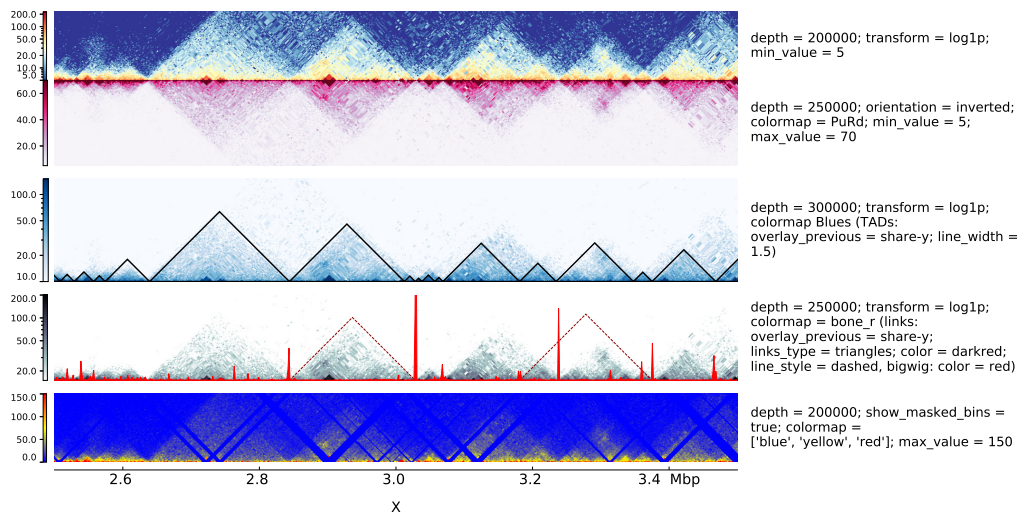 200.0
100.0
50.0
20.0
10.0
5.0
depth = 200000; transform = log1p;
min_value = 5
60.0
40.0
20.0
depth = 250000; orientation = inverted;
colormap = PuRd; min_value = 5;
max_value = 70
100.0
50.0
20.0
10.0
depth = 300000; transform = log1p;
colormap Blues (TADs:
overlay_previous = share-y; line_width =
1.5)
200.0
100.0
50.0
20.0
depth = 250000; transform = log1p;
colormap = bone_r (links:
overlay_previous = share-y;
links_type = triangles; color = darkred;
line_style = dashed, bigwig: color = red)
150.0
100.0
50.0
0.0
depth = 200000; show_masked_bins =
true; colormap =
['blue', 'yellow', 'red']; max_value = 150
2.6 2.8 3.0 3.2 3.4 Mbp
X